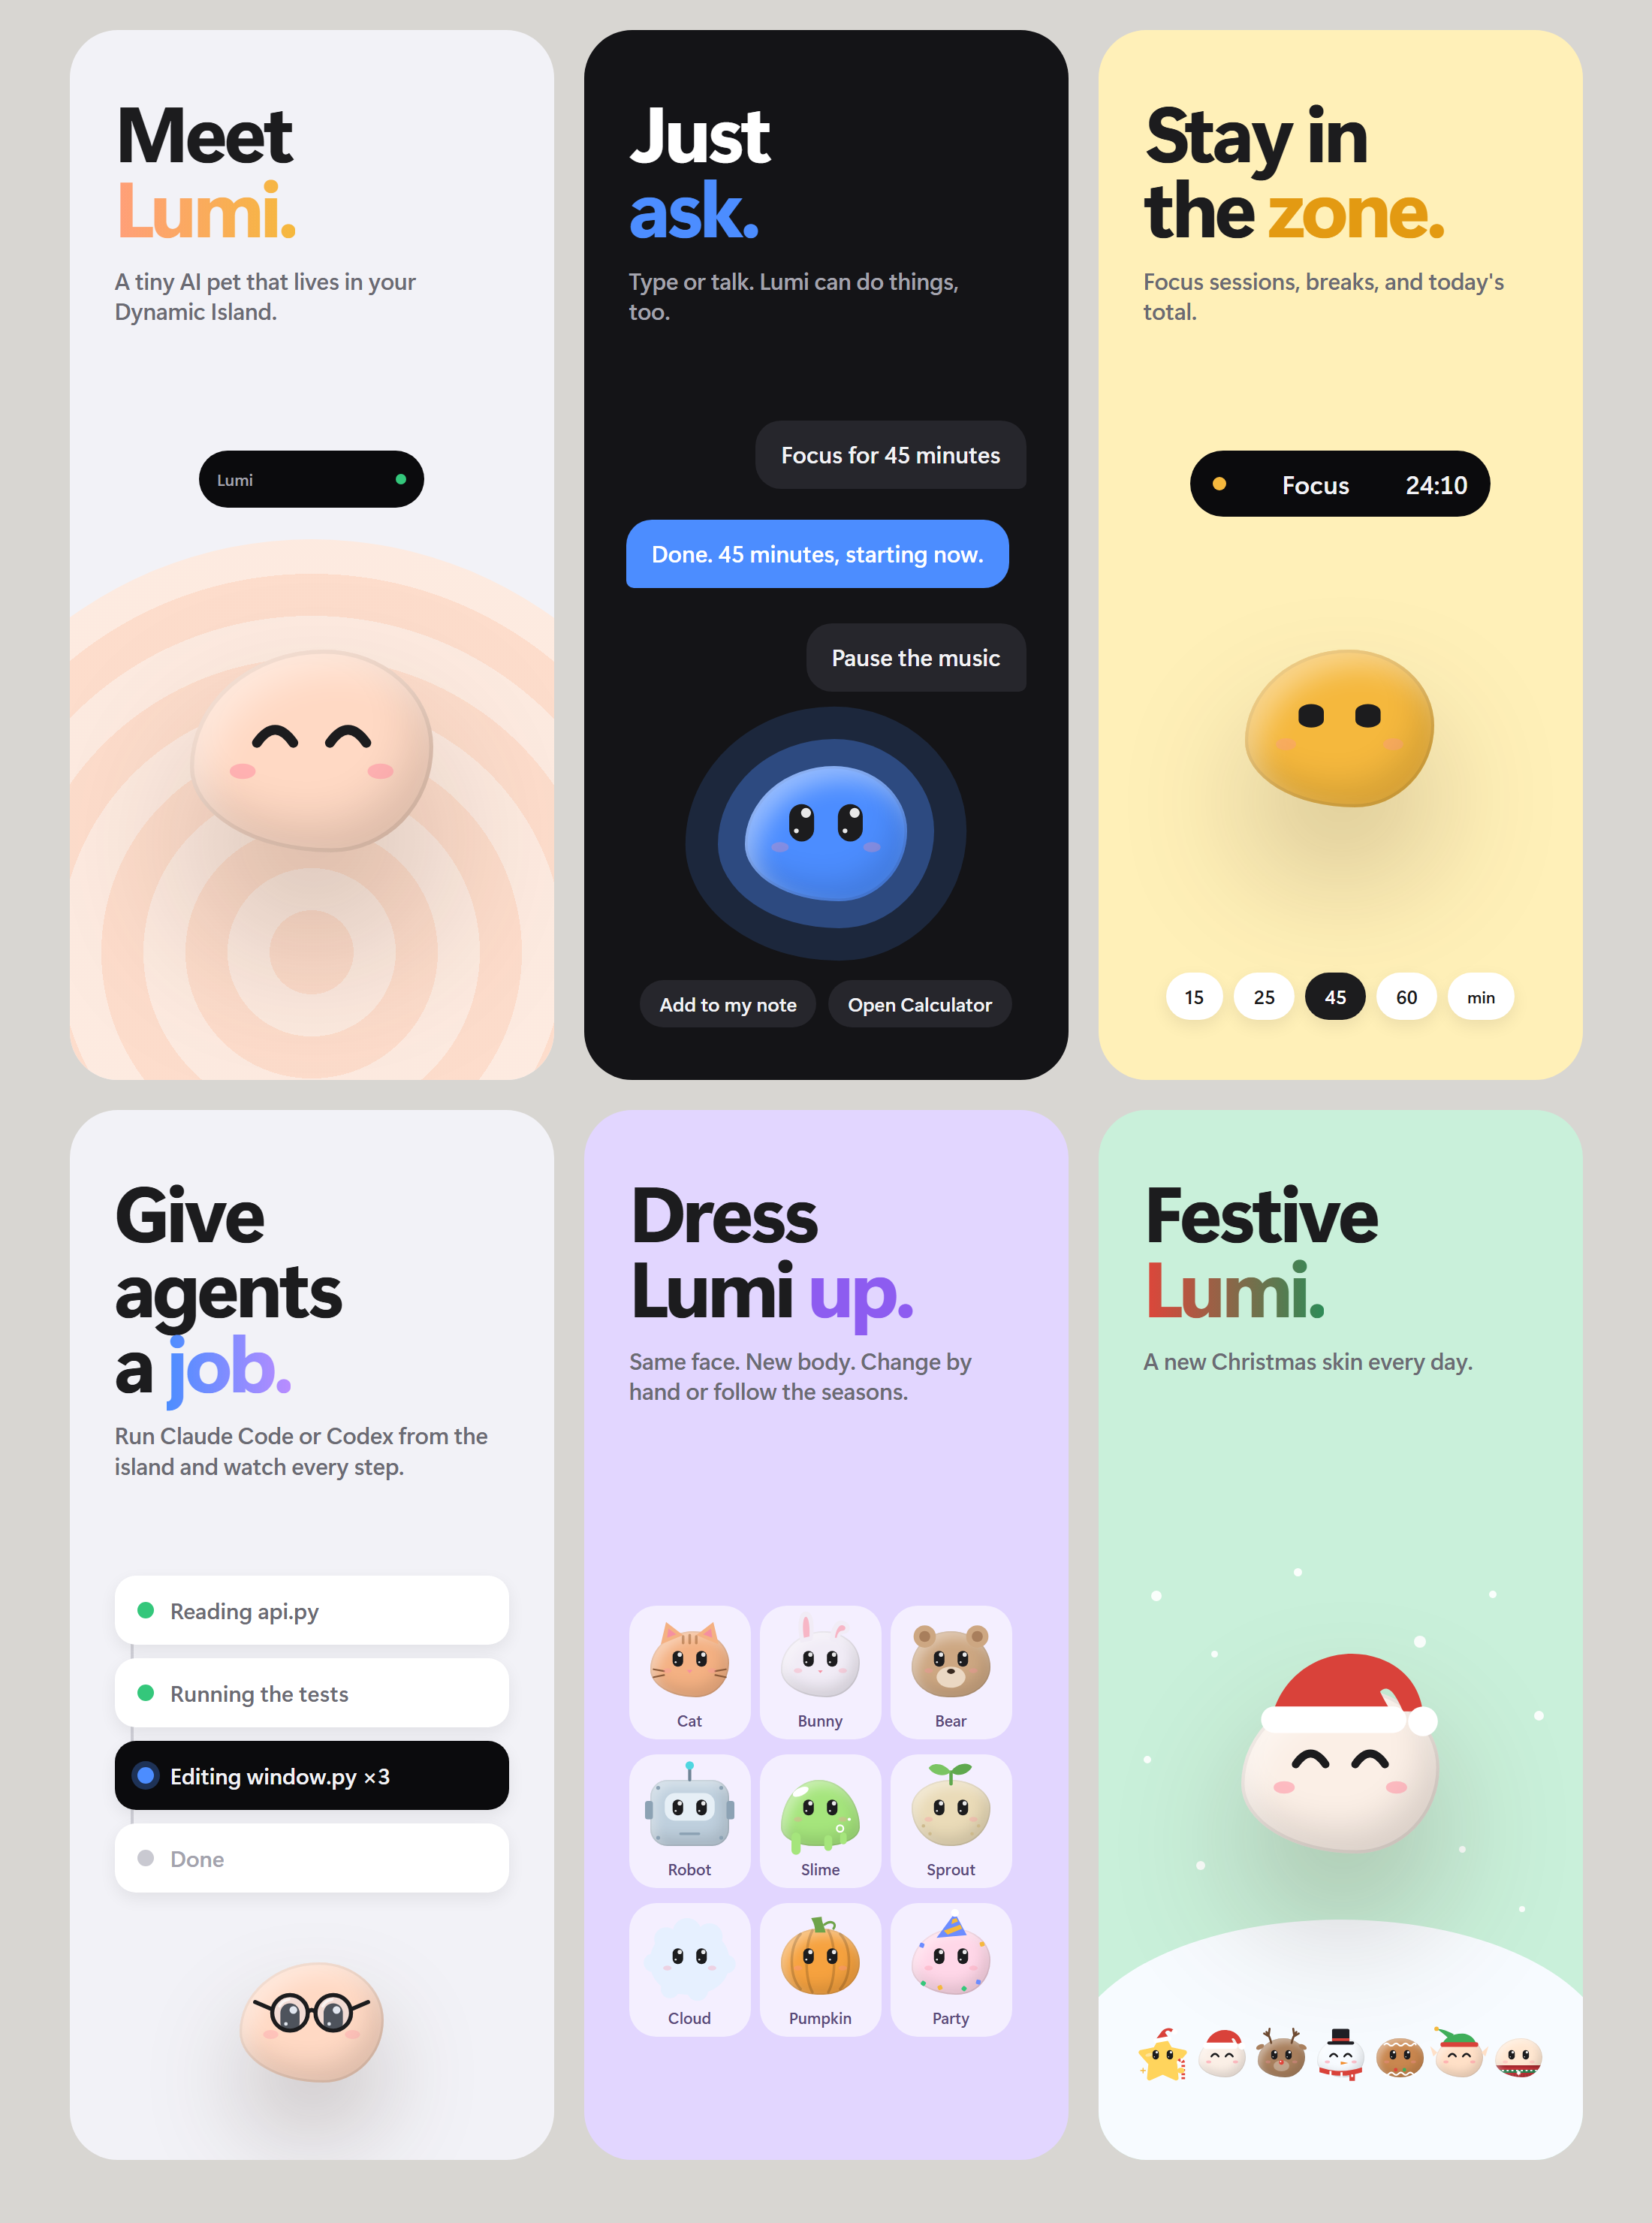 Meet
Lumi.
A tiny AI pet that lives in your
Dynamic Island.
Lumi
Just
ask.
Type or talk. Lumi can do things,
too.
Focus for 45 minutes
Done. 45 minutes, starting now.
Pause the music
Add to my note
Open Calculator
Stay in
the zone.
Focus sessions, breaks, and today's
total.
Focus
24:10
15
25
45
60
min
Give
agents
a job.
Run Claude Code or Codex from the
island and watch every step.
Reading api.py
Running the tests
Editing window.py ×3
Done
Dress
Lumi up.
Same face. New body. Change by
hand or follow the seasons.
Cat
Bunny
Bear
Robot
Slime
Sprout
Cloud
Pumpkin
Party
Festive
Lumi.
A new Christmas skin every day.